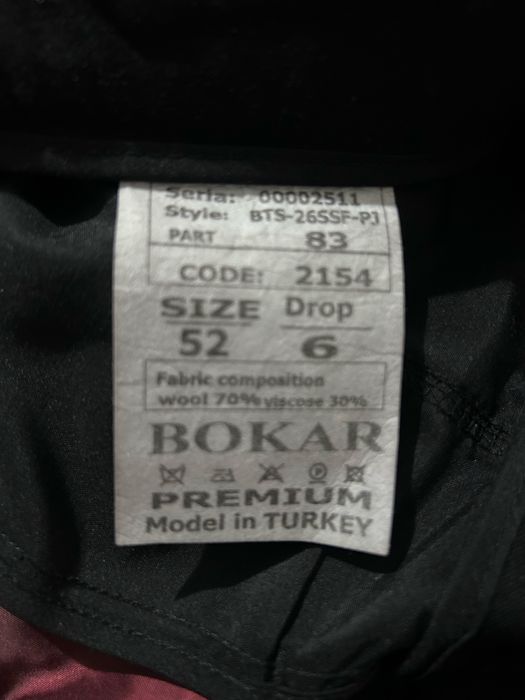 Seria: 00002511
Style: BTS-26SSF-PJ
PART 83
CODE: 2154
SIZE Drop
52 6
Fabric composition
wool 70% viscose 30%
BOKAR
PREMIUM
Model in TURKEY